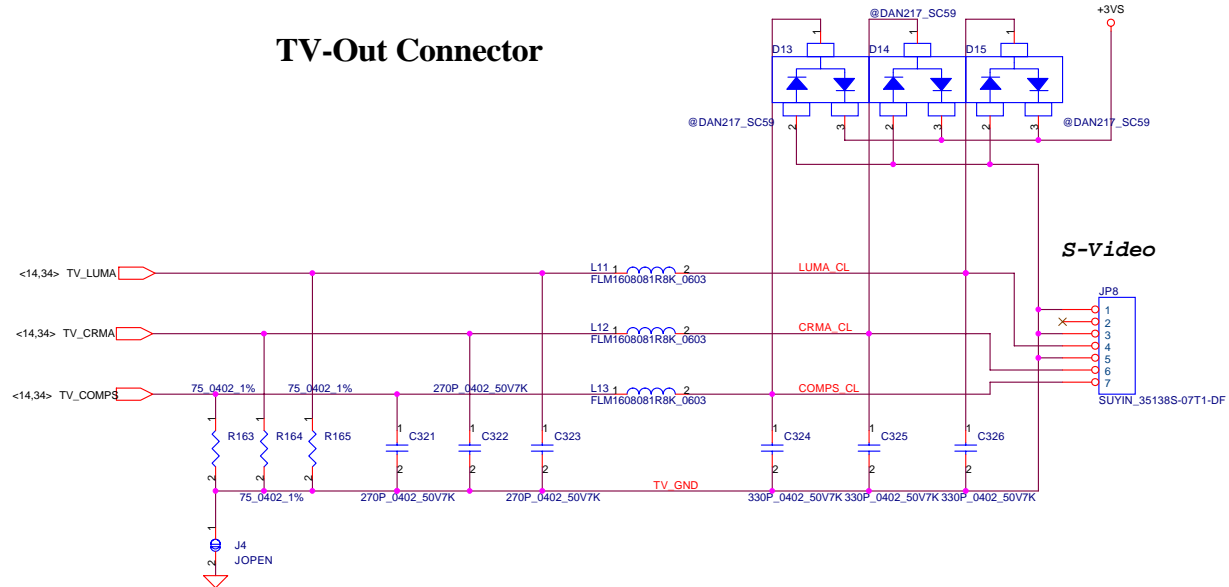 @DAN217_SC59
+3VS
TV-Out Connector
1
1
1
D13
D14
D15
@DAN217_SC59
2
3
2
3
2
3
@DAN217_SC59
S-Video
<14,34> TV_LUMA
L11 1 2
FLM1608081R8K_0603
LUMA_CL
JP8
1
2
3
4
5
6
7
SUYIN_35138S-07T1-DF
<14,34> TV_CRMA
L12 1 2
FLM1608081R8K_0603
CRMA_CL
<14,34> TV_COMPS
75_0402_1%
75_0402_1%
270P_0402_50V7K
L13 1 2
FLM1608081R8K_0603
COMPS_CL
1
1
1
1
1
1
1
1
1
R163
R164
R165
C321
C322
C323
C324
C325
C326
2
2
2
2
2
2
2
2
2
75_0402_1%
270P_0402_50V7K
270P_0402_50V7K
TV_GND
330P_0402_50V7K
330P_0402_50V7K
330P_0402_50V7K
1
J4
2
JOPEN